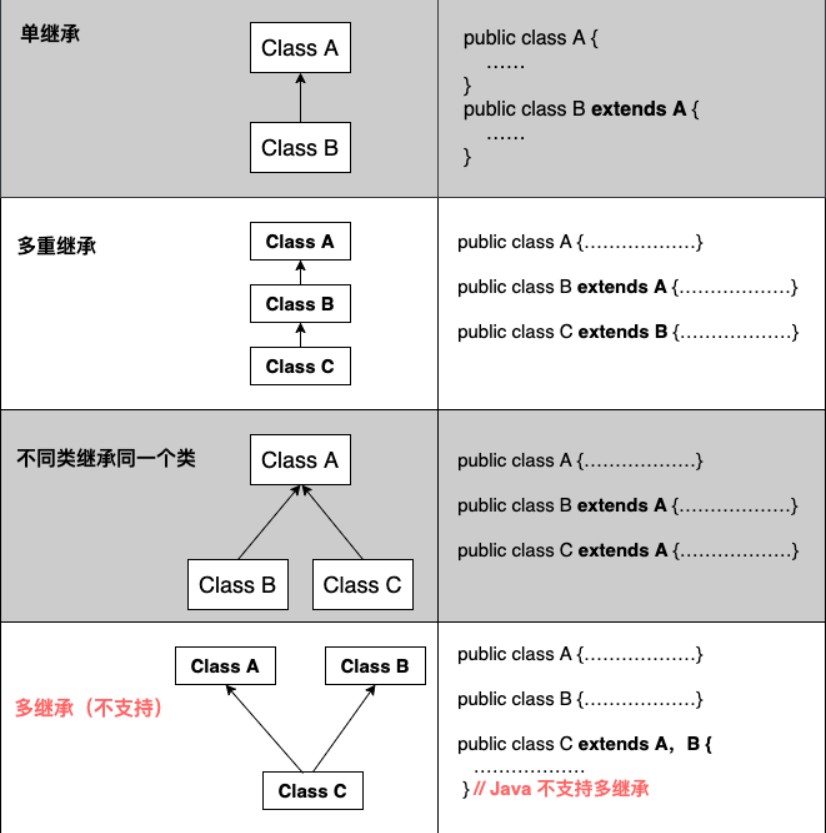 单继承
Class A
Class B
public class A {
……
}
public class B extends A {
……
}
多重继承
Class A
Class B
Class C
public class A {………………}
public class B extends A {………………}
public class C extends B {………………}
不同类继承同一个类
Class A
Class B
Class C
public class A {………………}
public class B extends A {………………}
public class C extends A {………………}
多继承（不支持）
Class A
Class B
Class C
public class A {………………}
public class B {………………}
public class C extends A，B {
………………
} // Java 不支持多继承